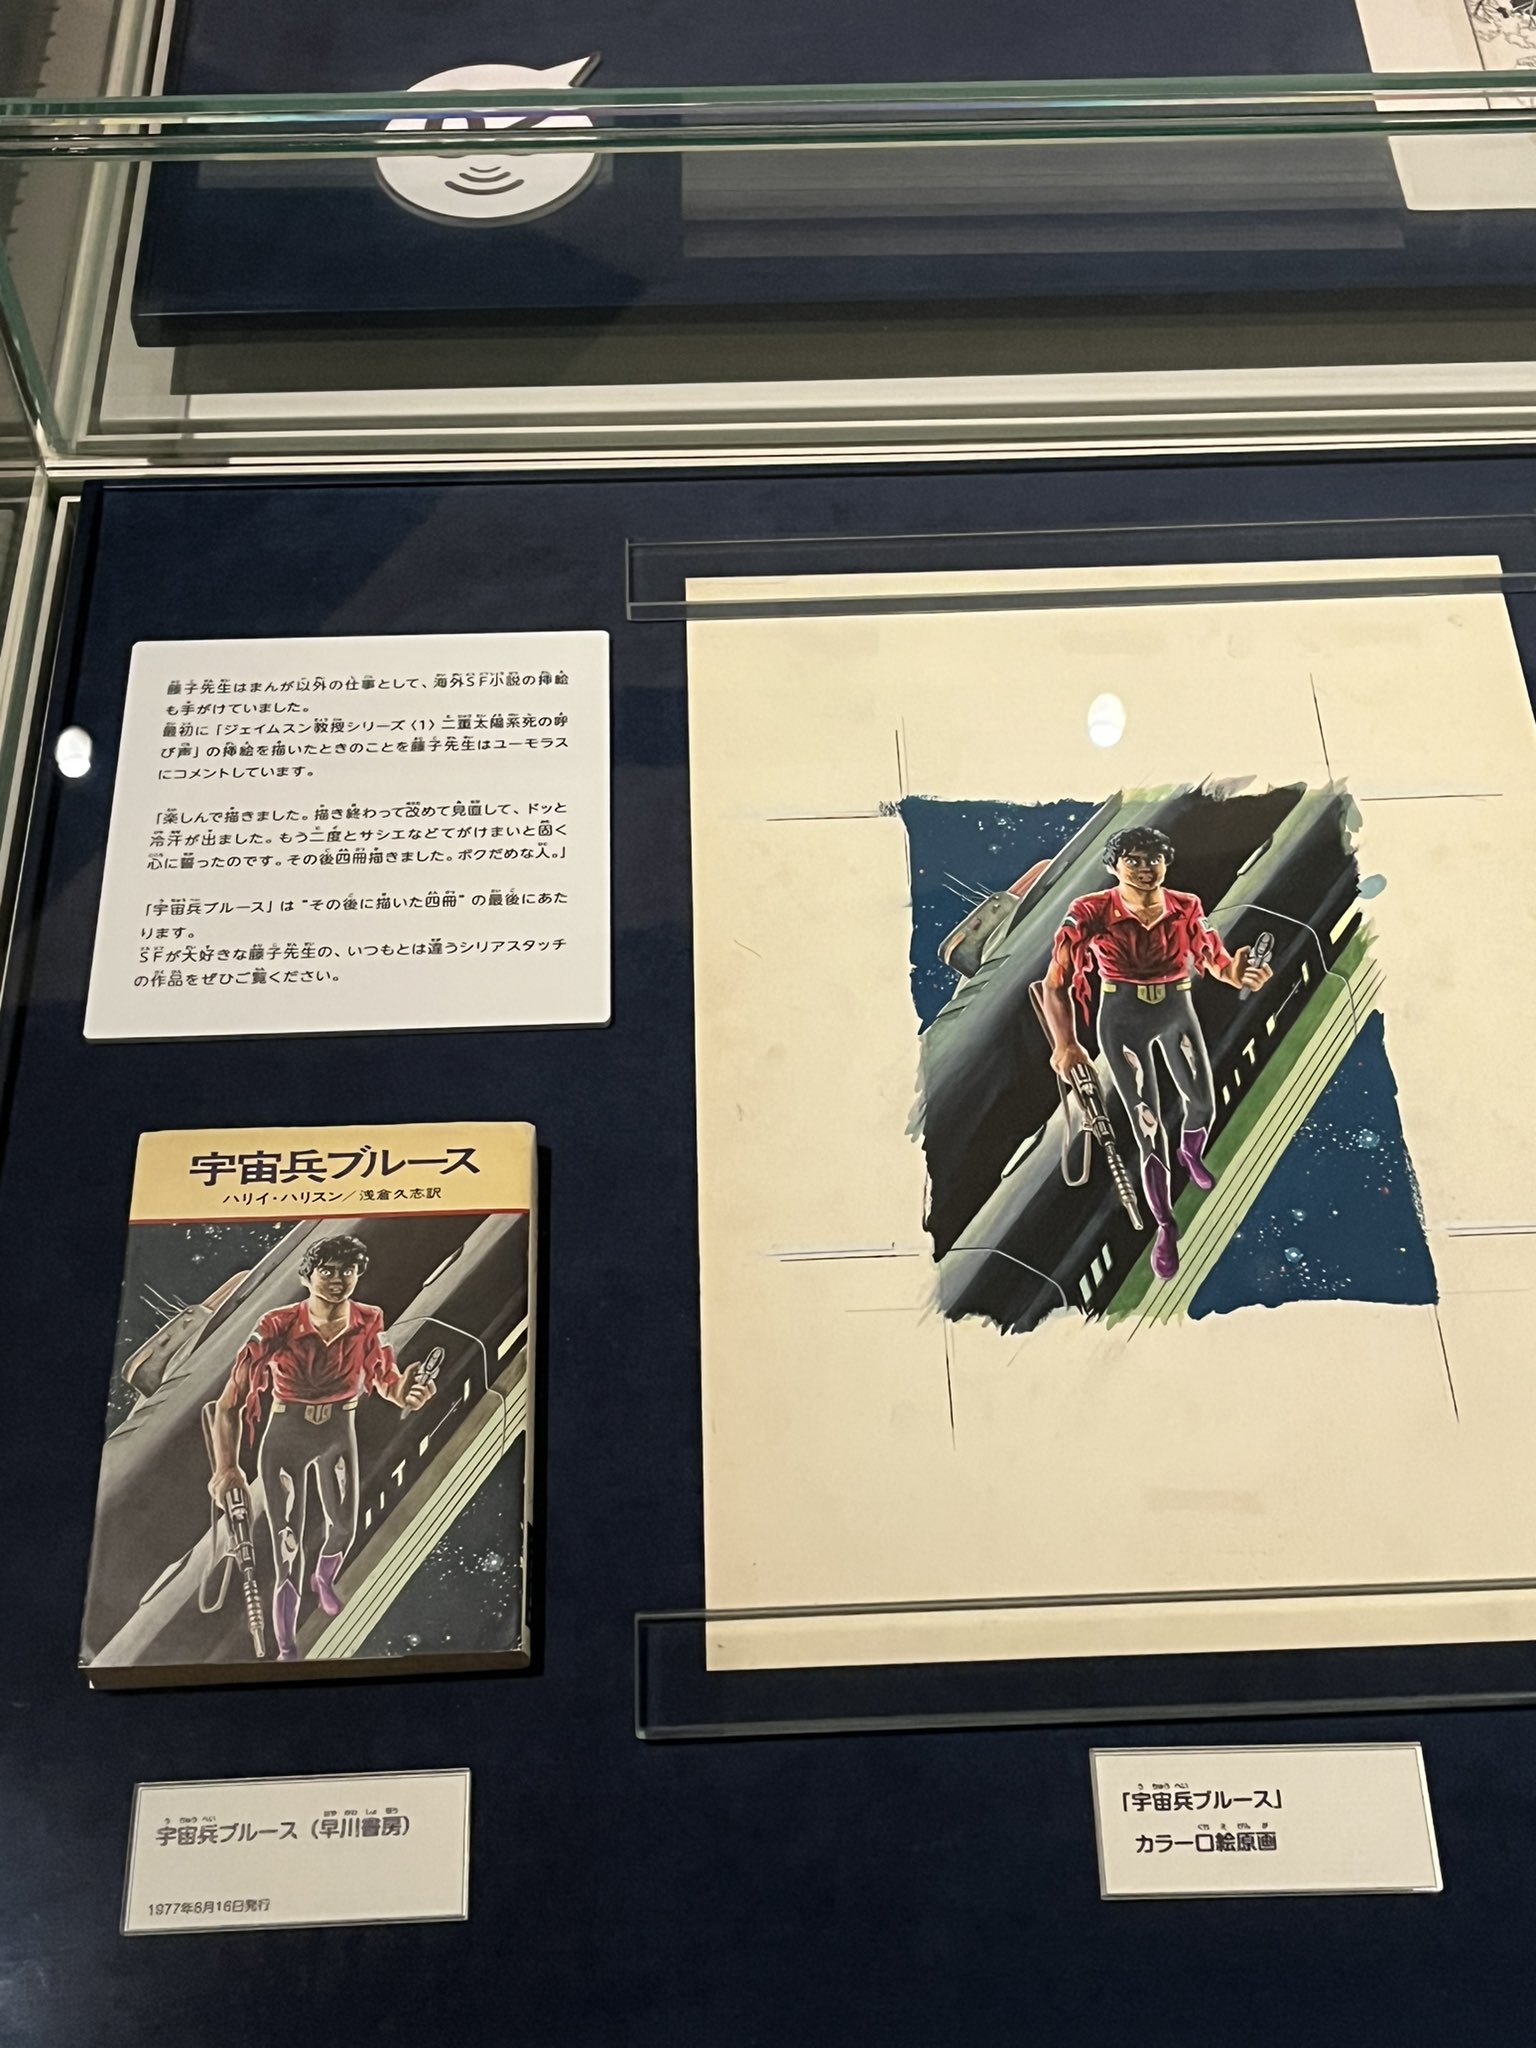 藤子先生はまんが以外の仕事として、海外SF小説の挿絵
も手がけていました。
最初に「ジェイムスン教授シリーズ〈1〉二重太陽系死の呼
び声」の挿絵を描いたときのことを藤子先生はユーモラス
にコメントしています。
「楽しんで描きました。描き終わって改めて見直して、ドッと
冷汗が出ました。もう二度とサシエなどてがけまいと固く
心に誓ったのです。その後四冊描きました。ボクだめな人。」
「宇宙兵ブルース」は“その後に描いた四冊”の最後にあた
ります。
SFが大好きな藤子先生の、いつもとは違うシリアスタッチ
の作品をぜひご覧ください。
宇宙兵ブルース
ハリイ・ハリスン／浅倉久志訳
宇宙兵ブルース（早川書房）
1977年6月16日発行
「宇宙兵ブルース」
カラー口絵原画